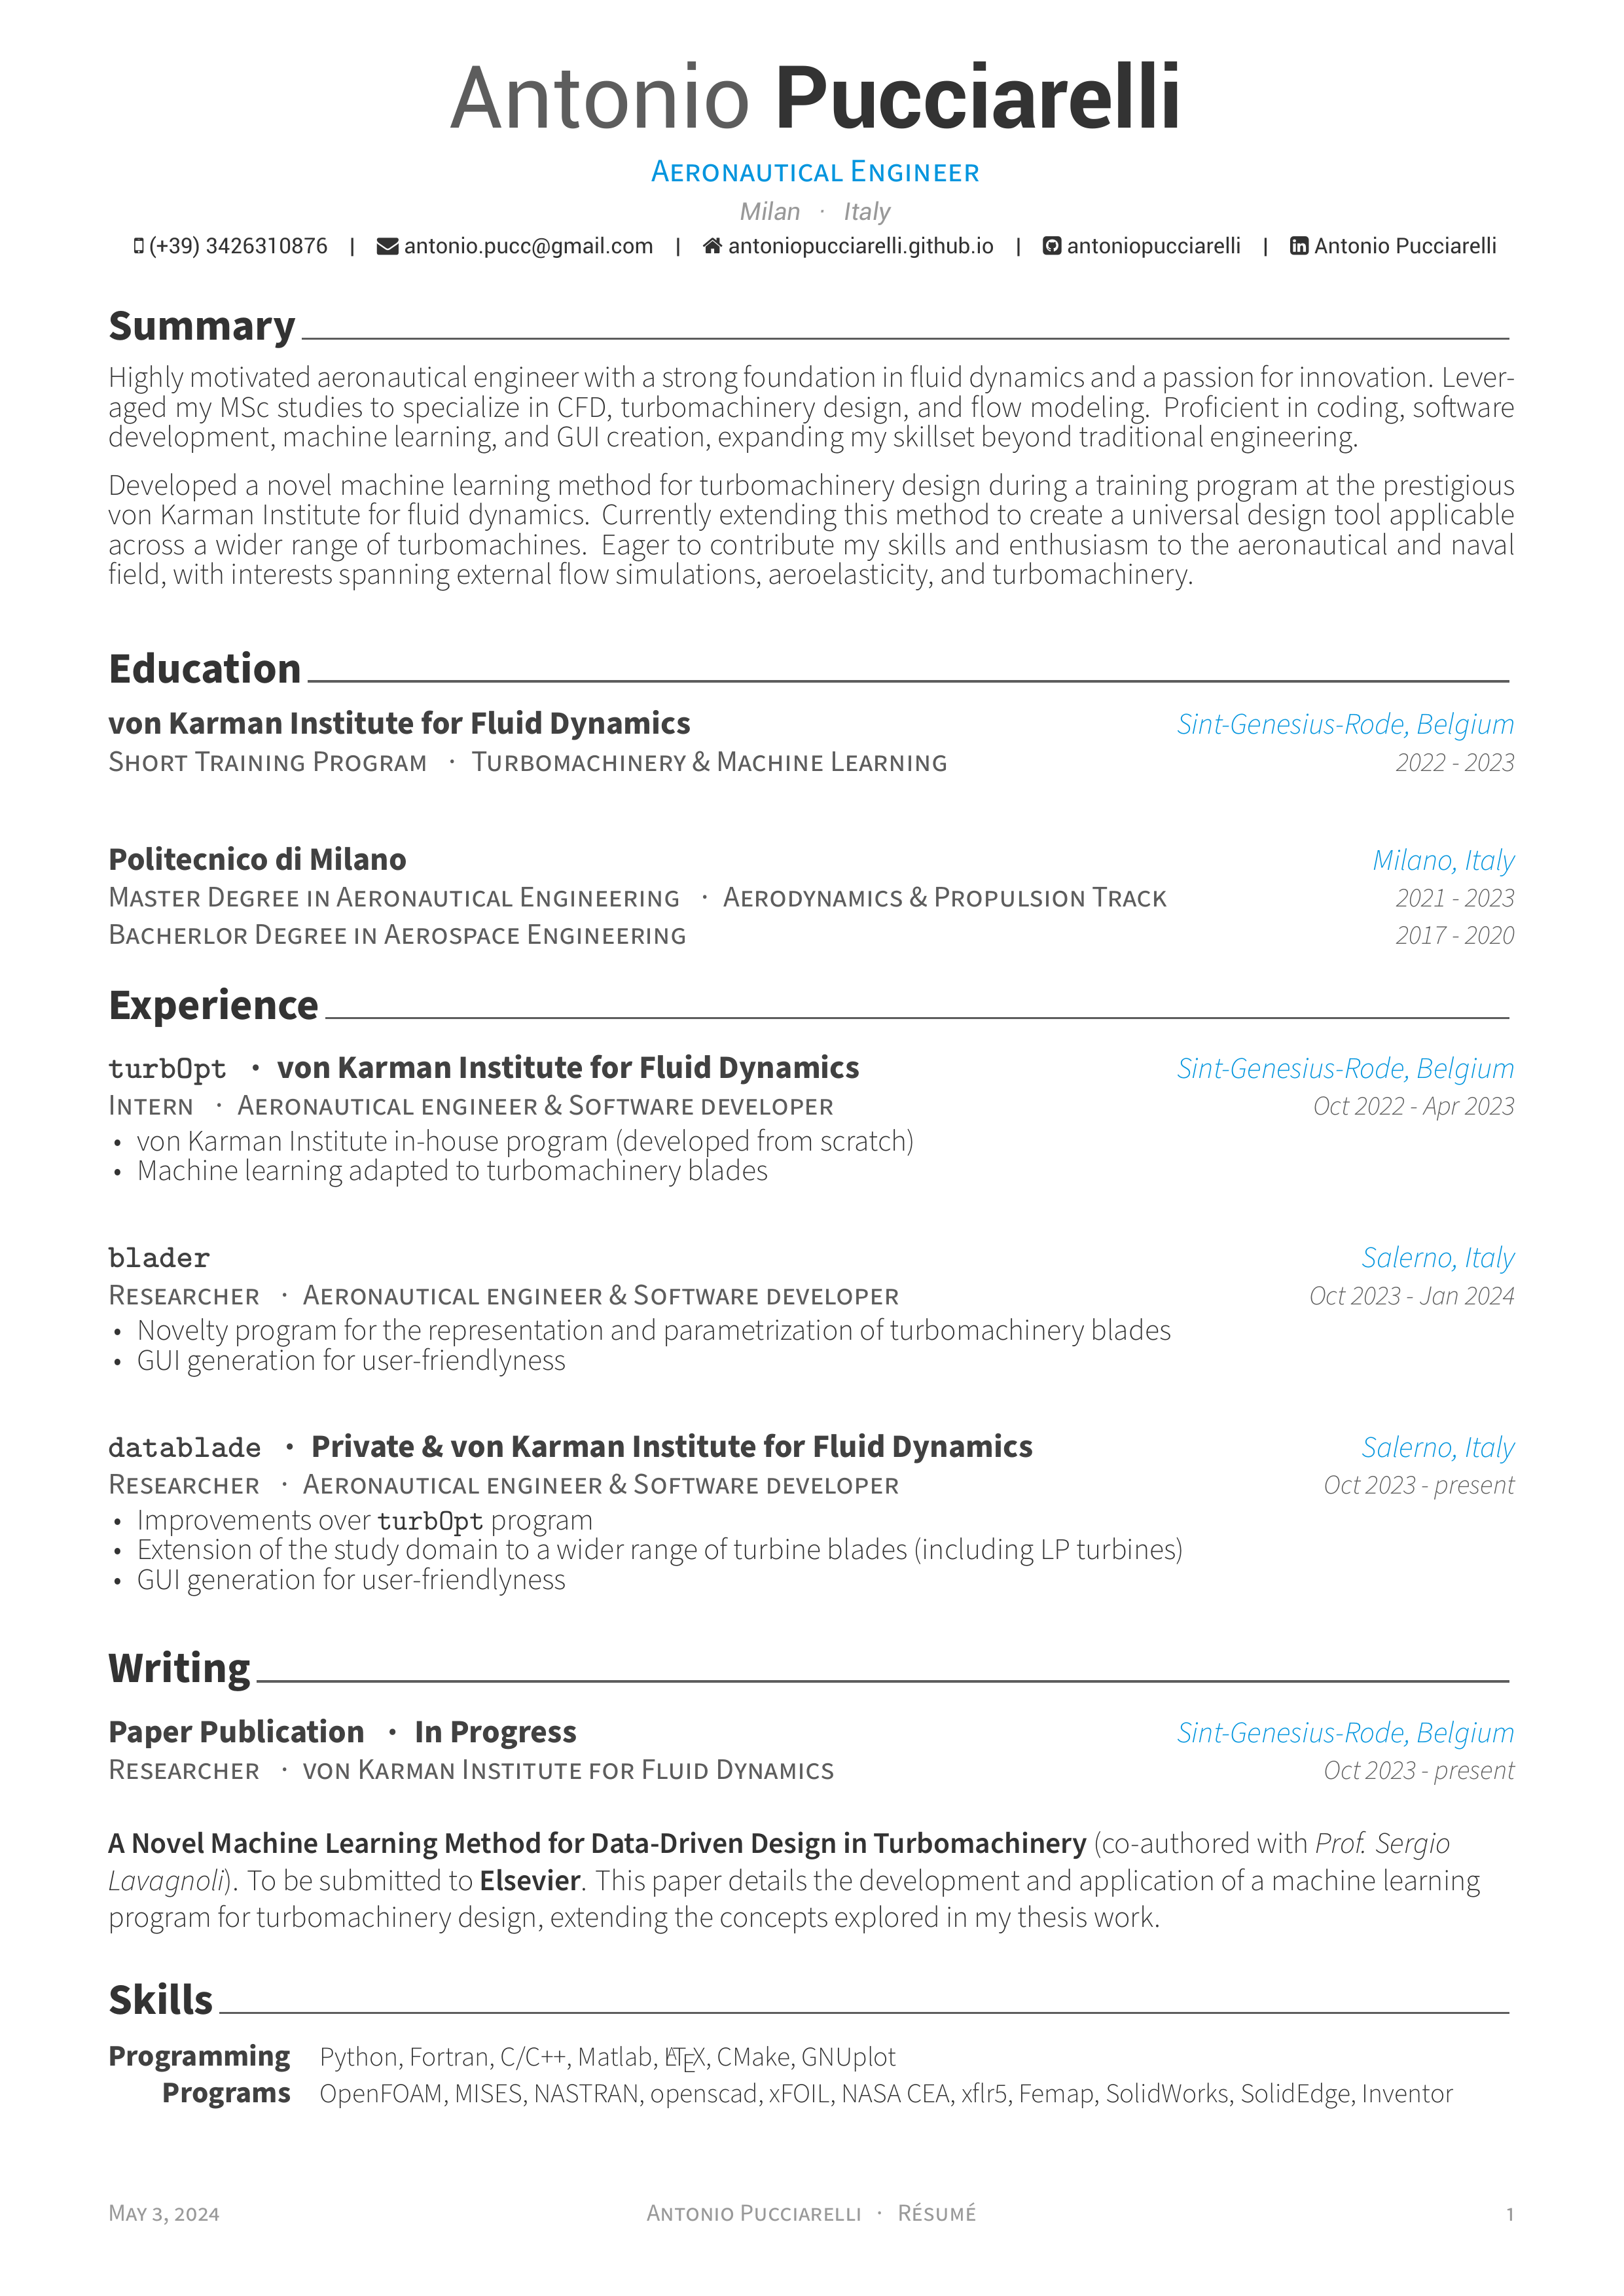 Antonio Pucciarelli
Aeronautical Engineer
Milan · Italy
(+39) 3426310876 | antonio.pucc@gmail.com | antoniopucciarelli.github.io | antoniopucciarelli | Antonio Pucciarelli
Summary
Highly motivated aeronautical engineer with a strong foundation in fluid dynamics and a passion for innovation. Lever-
aged my MSc studies to specialize in CFD, turbomachinery design, and flow modeling. Proficient in coding, software
development, machine learning, and GUI creation, expanding my skillset beyond traditional engineering.
Developed a novel machine learning method for turbomachinery design during a training program at the prestigious
von Karman Institute for fluid dynamics. Currently extending this method to create a universal design tool applicable
across a wider range of turbomachines. Eager to contribute my skills and enthusiasm to the aeronautical and naval
field, with interests spanning external flow simulations, aeroelasticity, and turbomachinery.
Education
von Karman Institute for Fluid Dynamics Sint-Genesius-Rode, Belgium
Short Training Program · Turbomachinery & Machine Learning 2022 - 2023
Politecnico di Milano Milano, Italy
Master Degree in Aeronautical Engineering · Aerodynamics & Propulsion Track 2021 - 2023
Bacherlor Degree in Aerospace Engineering 2017 - 2020
Experience
turbOpt · von Karman Institute for Fluid Dynamics Sint-Genesius-Rode, Belgium
Intern · Aeronautical engineer & Software developer Oct 2022 - Apr 2023
• von Karman Institute in-house program (developed from scratch)
• Machine learning adapted to turbomachinery blades
blader Salerno, Italy
Researcher · Aeronautical engineer & Software developer Oct 2023 - Jan 2024
• Novelty program for the representation and parametrization of turbomachinery blades
• GUI generation for user-friendlyness
datablade · Private & von Karman Institute for Fluid Dynamics Salerno, Italy
Researcher · Aeronautical engineer & Software developer Oct 2023 - present
• Improvements over turbOpt program
• Extension of the study domain to a wider range of turbine blades (including LP turbines)
• GUI generation for user-friendlyness
Writing
Paper Publication · In Progress Sint-Genesius-Rode, Belgium
Researcher · von Karman Institute for Fluid Dynamics Oct 2023 - present
A Novel Machine Learning Method for Data-Driven Design in Turbomachinery (co-authored with Prof. Sergio
Lavagnoli). To be submitted to Elsevier. This paper details the development and application of a machine learning
program for turbomachinery design, extending the concepts explored in my thesis work.
Skills
Programming Python, Fortran, C/C++, Matlab, LATEX, CMake, GNUplot
Programs OpenFOAM, MISES, NASTRAN, openscad, xFOIL, NASA CEA, xflr5, Femap, SolidWorks, SolidEdge, Inventor
May 3, 2024 Antonio Pucciarelli · Résumé 1